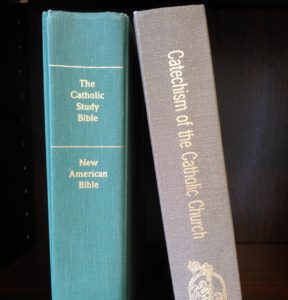 The
Catholic
Study
Bible
New
American
Bible
Catechism of the Catholic Church